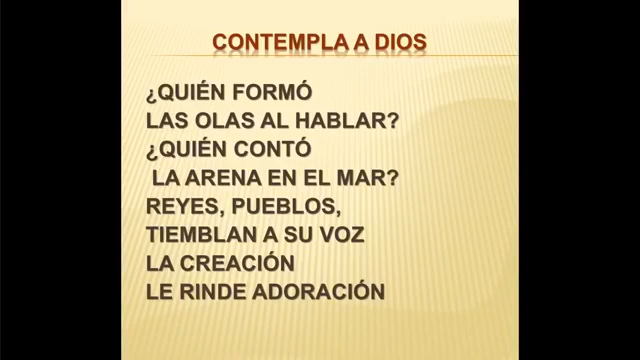 CONTEMPLA A DIOS
¿QUIÉN FORMÓ
LAS OLAS AL HABLAR?
¿QUIÉN CONTÓ
LA ARENA EN EL MAR?
REYES, PUEBLOS,
TIEMBLAN A SU VOZ
LA CREACIÓN
LE RINDE ADORACIÓN